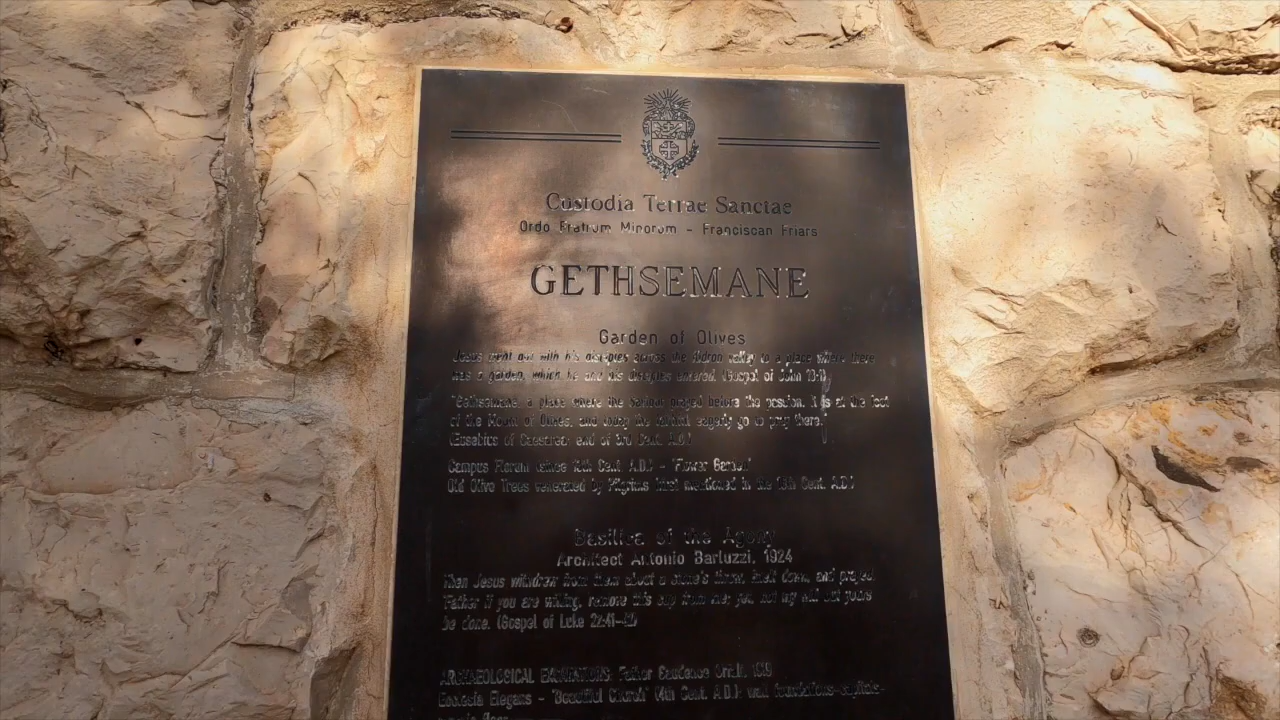 Custodia Terrae Sanctae
Ordo Fratrum Minorum - Franciscan Friars
GETHSEMANE
Garden of Olives
Jesus went out with his disciples across the Kidron valley to a place where there
was a garden, which he and his disciples entered. (Gospel of John 18:1)
"Gethsemane, a place where the saviour prayed before the passion. It is at the foot
of the Mount of Olives, and today the faithful eagerly go to pray there."
(Eusebius of Caesarea- end of 3rd Cent. A.D.)
Campus Florum (since 14th Cent. A.D.) - "Flower Garden"
Old Olive Trees venerated by Pilgrims first mentioned in the Cent. A.D.)
Basilica of the Agony
Architect Antonio Barluzzi, 1924
Then Jesus withdrew from them about a stone's throw, knelt down, and prayed:
"Father if you are willing, remove this cup from me; yet, not my will but yours
be done. (Gospel of Luke 22:41-42)
ARCHAEOLOGICAL EXCAVATIONS: Father Gaudence Orfali, 1919
Ecclesia Elegans - "Beautiful Church" (4th Cent. A.D.): wall foundations-capitals-